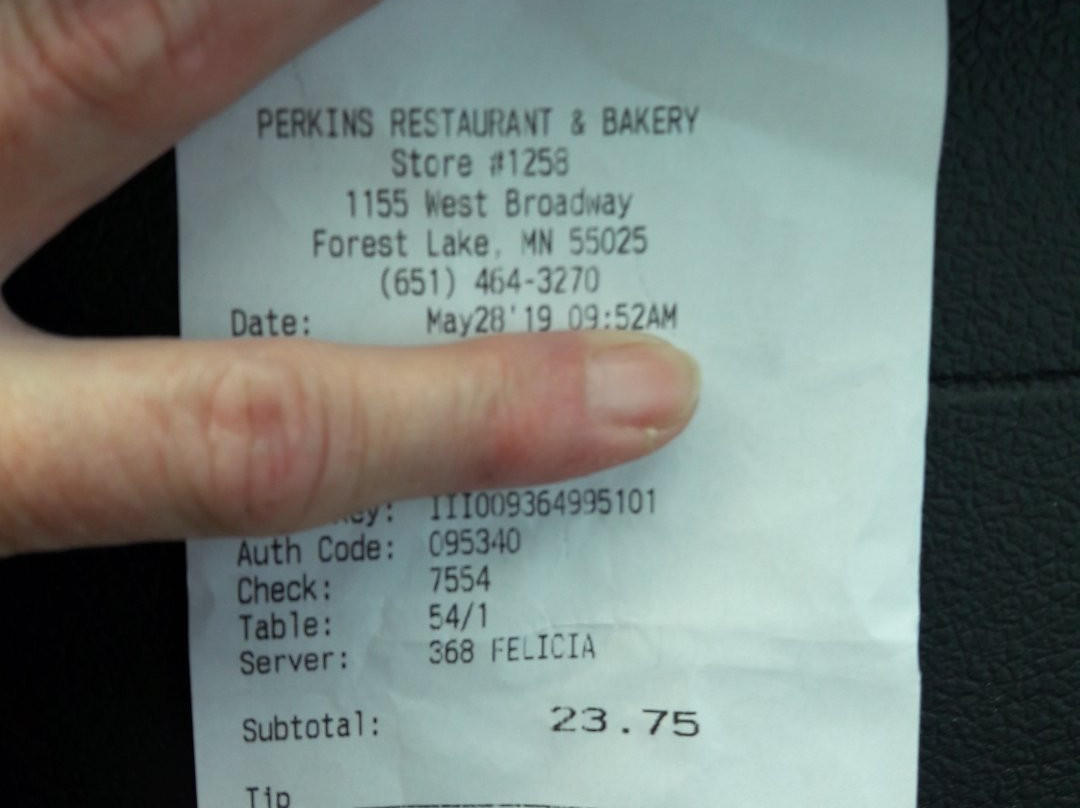 PERKINS RESTAURANT & BAKERY
Store #1258
1155 West Broadway
Forest Lake, MN 55025
(651) 464-3270
Date: May28'19 09:52AM
III009364995101
Auth Code: 095340
Check: 7554
Table: 54/1
Server: 368 FELICIA
Subtotal: 23.75
Tip